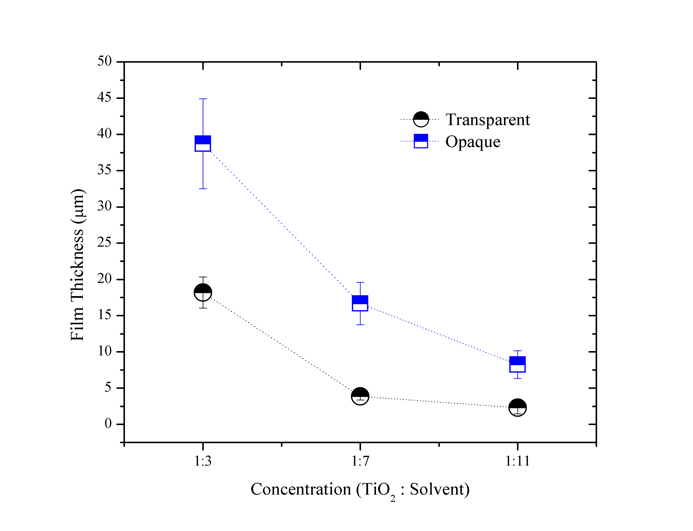 50
45
40
35
30
25
20
15
10
5
0
Film Thickness (μm)
Transparent
Opaque
1:3 1:7 1:11
Concentration (TiO₂ : Solvent)